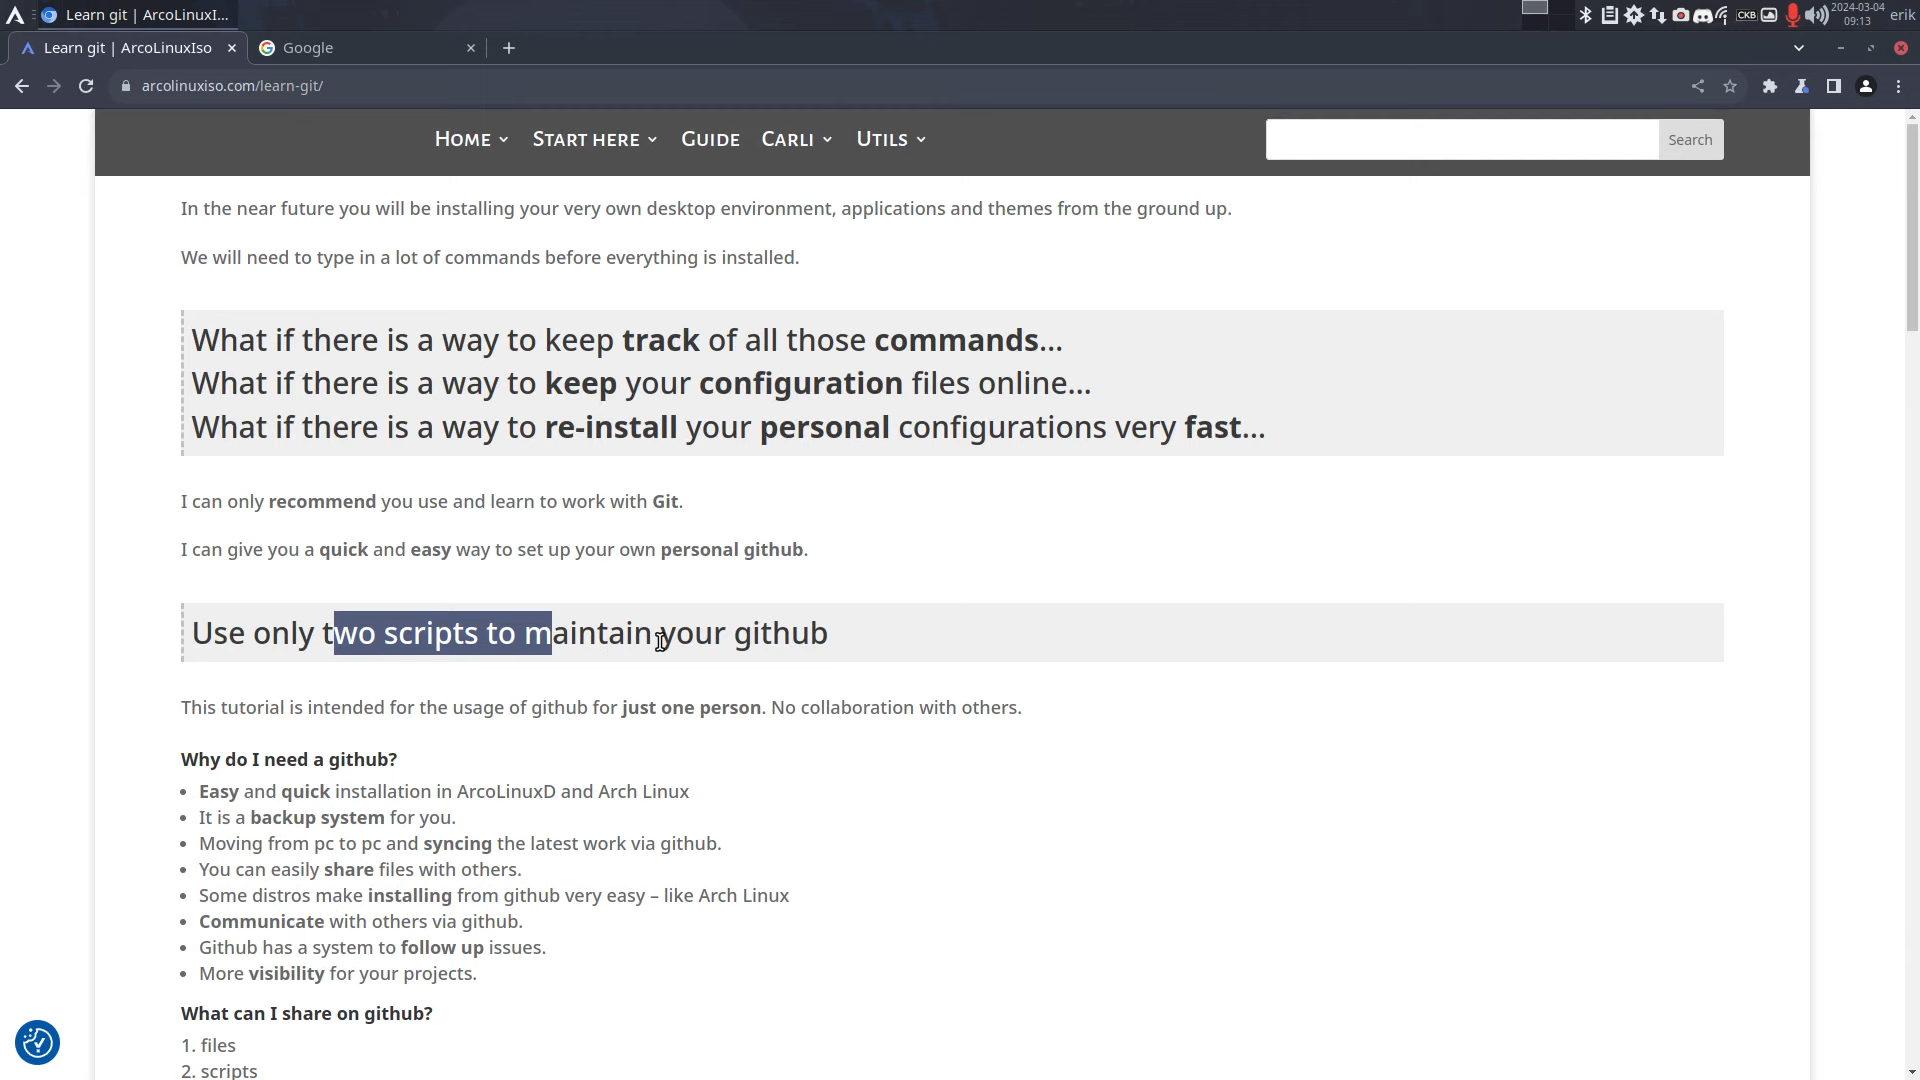 Learn git | ArcoLinuxI...
CKB
2024-03-04
09:13
erik
Learn git | ArcoLinuxIso
Google
arcolinuxiso.com/learn-git/
Home Start here Guide Carli Utils
Search
In the near future you will be installing your very own desktop environment, applications and themes from the ground up.
We will need to type in a lot of commands before everything is installed.
What if there is a way to keep track of all those commands...
What if there is a way to keep your configuration files online...
What if there is a way to re-install your personal configurations very fast...
I can only recommend you use and learn to work with Git.
I can give you a quick and easy way to set up your own personal github.
Use only two scripts to maintain your github
This tutorial is intended for the usage of github for just one person. No collaboration with others.
Why do I need a github?
• Easy and quick installation in ArcoLinuxD and Arch Linux
• It is a backup system for you.
• Moving from pc to pc and syncing the latest work via github.
• You can easily share files with others.
• Some distros make installing from github very easy – like Arch Linux
• Communicate with others via github.
• Github has a system to follow up issues.
• More visibility for your projects.
What can I share on github?
1. files
2. scripts